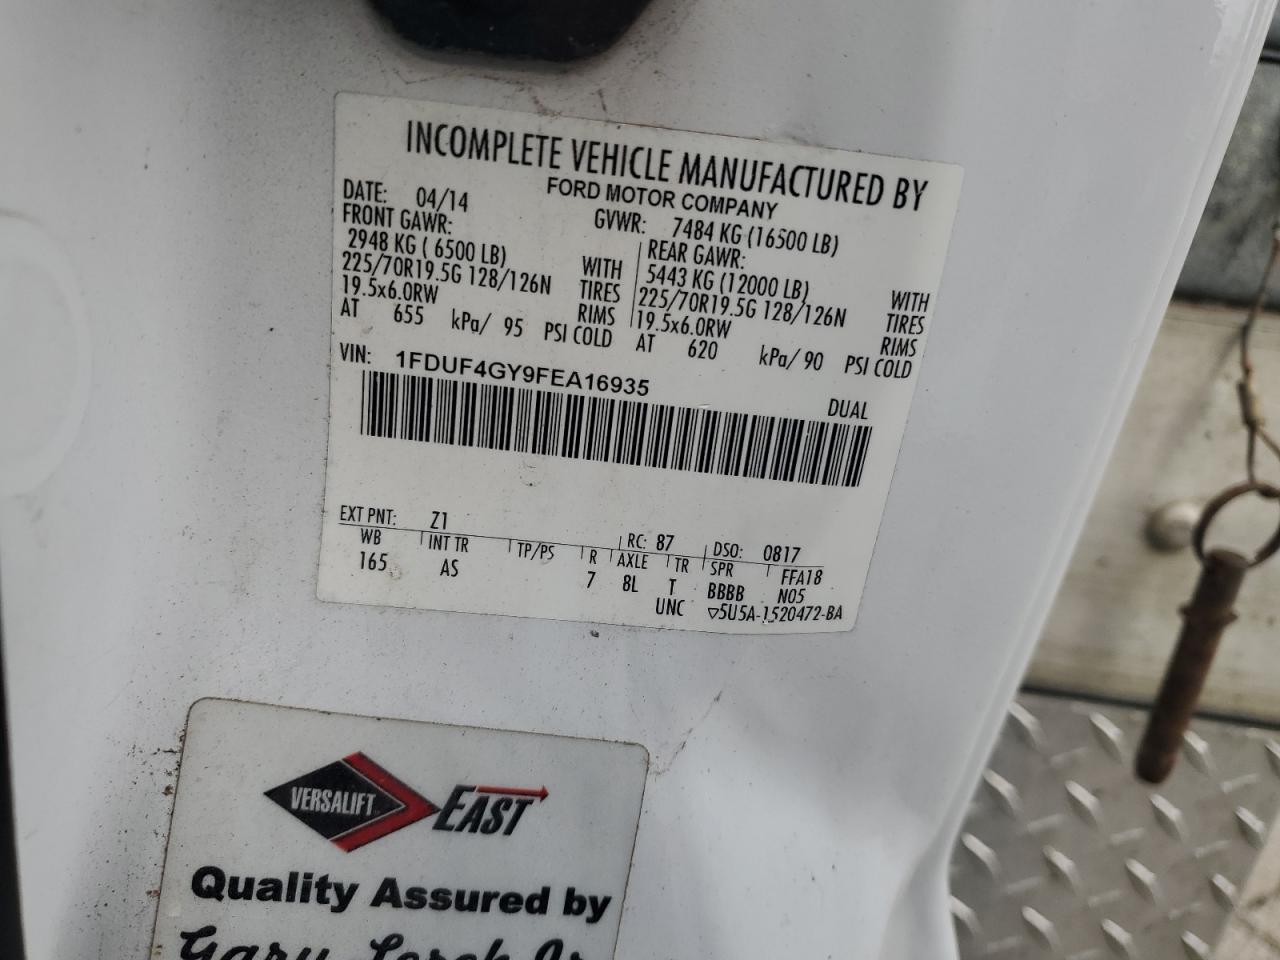 INCOMPLETE VEHICLE MANUFACTURED BY
FORD MOTOR COMPANY
DATE: 04/14 GVWR: 7484 KG (16500 LB)
FRONT GAWR: REAR GAWR:
2948 KG ( 6500 LB) WITH 5443 KG (12000 LB) WITH
225/70R19.5G 128/126N TIRES 225/70R19.5G 128/126N TIRES
19.5x6.0RW RIMS 19.5x6.0RW RIMS
AT 655 kPa/ 95 PSI COLD AT 620 kPa/ 90 PSI COLD
VIN: 1FDUF4GY9FEA16935
DUAL
EXT PNT: Z1 RC: 87 DSO: 0817
WB INT TR TP/PS R AXLE TR SPR FFA18
165 AS 7 8L T BBBB N05
UNC ▽5U5A-1520472-BA
VERSALIFT EAST
Quality Assured by
Gary Lerch Jr